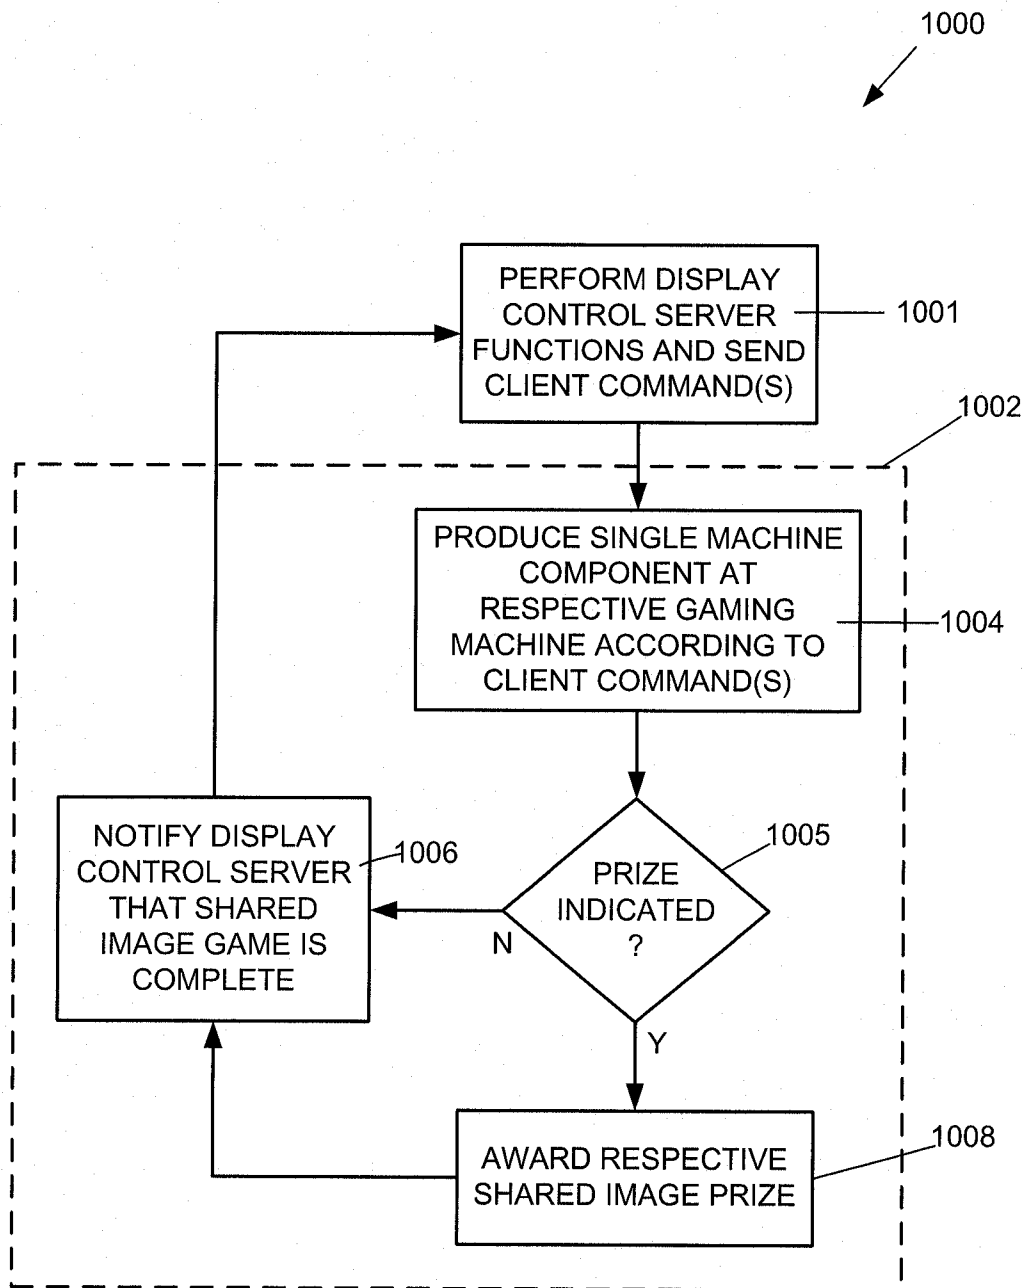 1000
PERFORM DISPLAY
CONTROL SERVER
FUNCTIONS AND SEND
CLIENT COMMAND(S)
1001
1002
PRODUCE SINGLE MACHINE
COMPONENT AT
RESPECTIVE GAMING
MACHINE ACCORDING TO
CLIENT COMMAND(S)
1004
NOTIFY DISPLAY
CONTROL SERVER
THAT SHARED
IMAGE GAME IS
COMPLETE
1006
PRIZE
INDICATED
?
1005
N
Y
AWARD RESPECTIVE
SHARED IMAGE PRIZE
1008